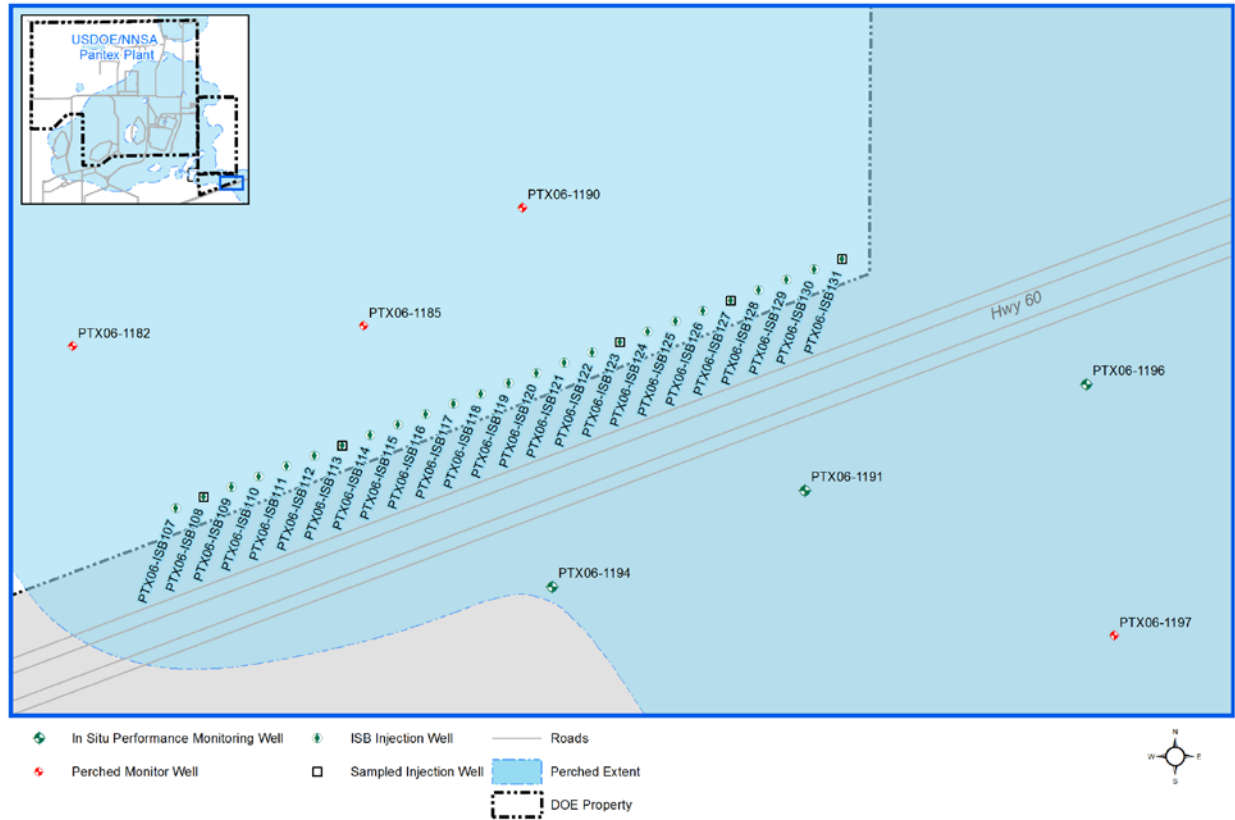 USDOE/NNSA
Pantex Plant
PTX06-1190
PTX06-1185
PTX06-1182
Hwy 60
PTX06-1196
PTX06-1191
PTX06-1194
PTX06-1197
PTX06-ISB107
PTX06-ISB108
PTX06-ISB109
PTX06-ISB110
PTX06-ISB111
PTX06-ISB112
PTX06-ISB113
PTX06-ISB114
PTX06-ISB115
PTX06-ISB116
PTX06-ISB117
PTX06-ISB118
PTX06-ISB119
PTX06-ISB120
PTX06-ISB121
PTX06-ISB122
PTX06-ISB123
PTX06-ISB124
PTX06-ISB125
PTX06-ISB126
PTX06-ISB127
PTX06-ISB128
PTX06-ISB129
PTX06-ISB130
PTX06-ISB131
In Situ Performance Monitoring Well
ISB Injection Well
Roads
Perched Monitor Well
Sampled Injection Well
Perched Extent
DOE Property
N
W
E
S